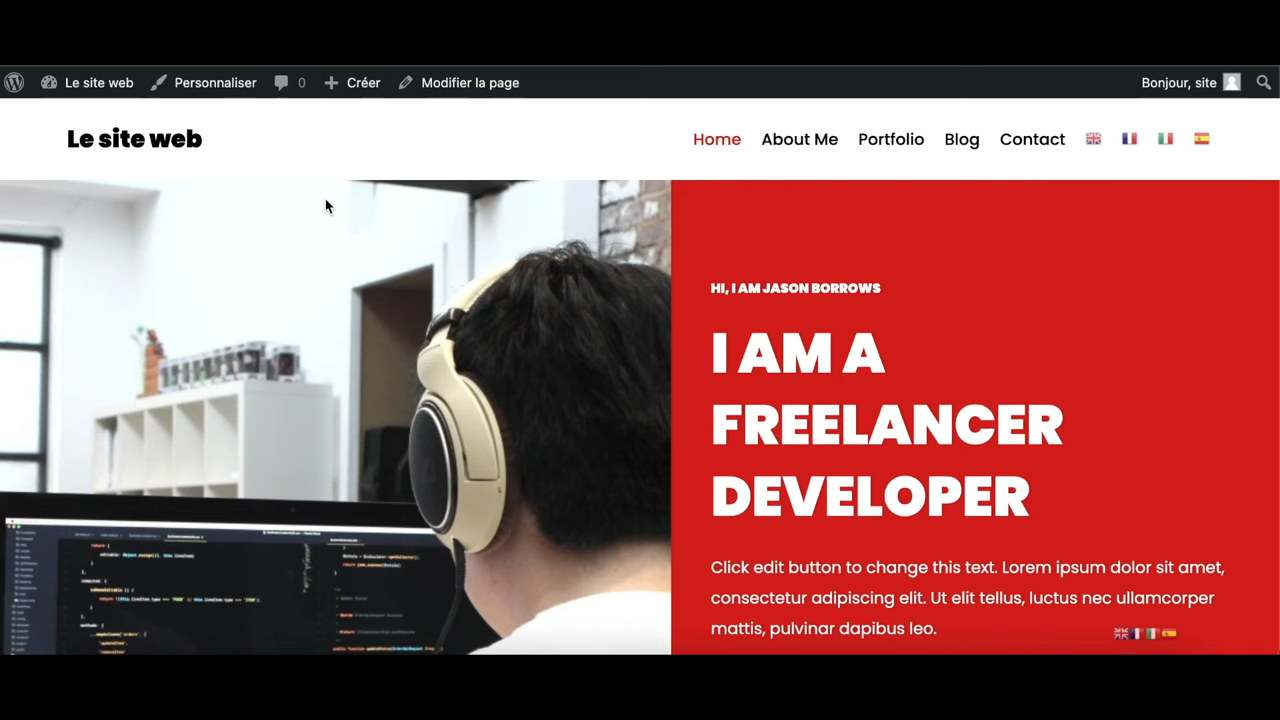 Le site web Personnaliser 0 Créer Modifier la page Bonjour, site
Le site web
Home About Me Portfolio Blog Contact
HI, I AM JASON BORROWS
I AM A
FREELANCER
DEVELOPER
Click edit button to change this text. Lorem ipsum dolor sit amet,
consectetur adipiscing elit. Ut elit tellus, luctus nec ullamcorper
mattis, pulvinar dapibus leo.